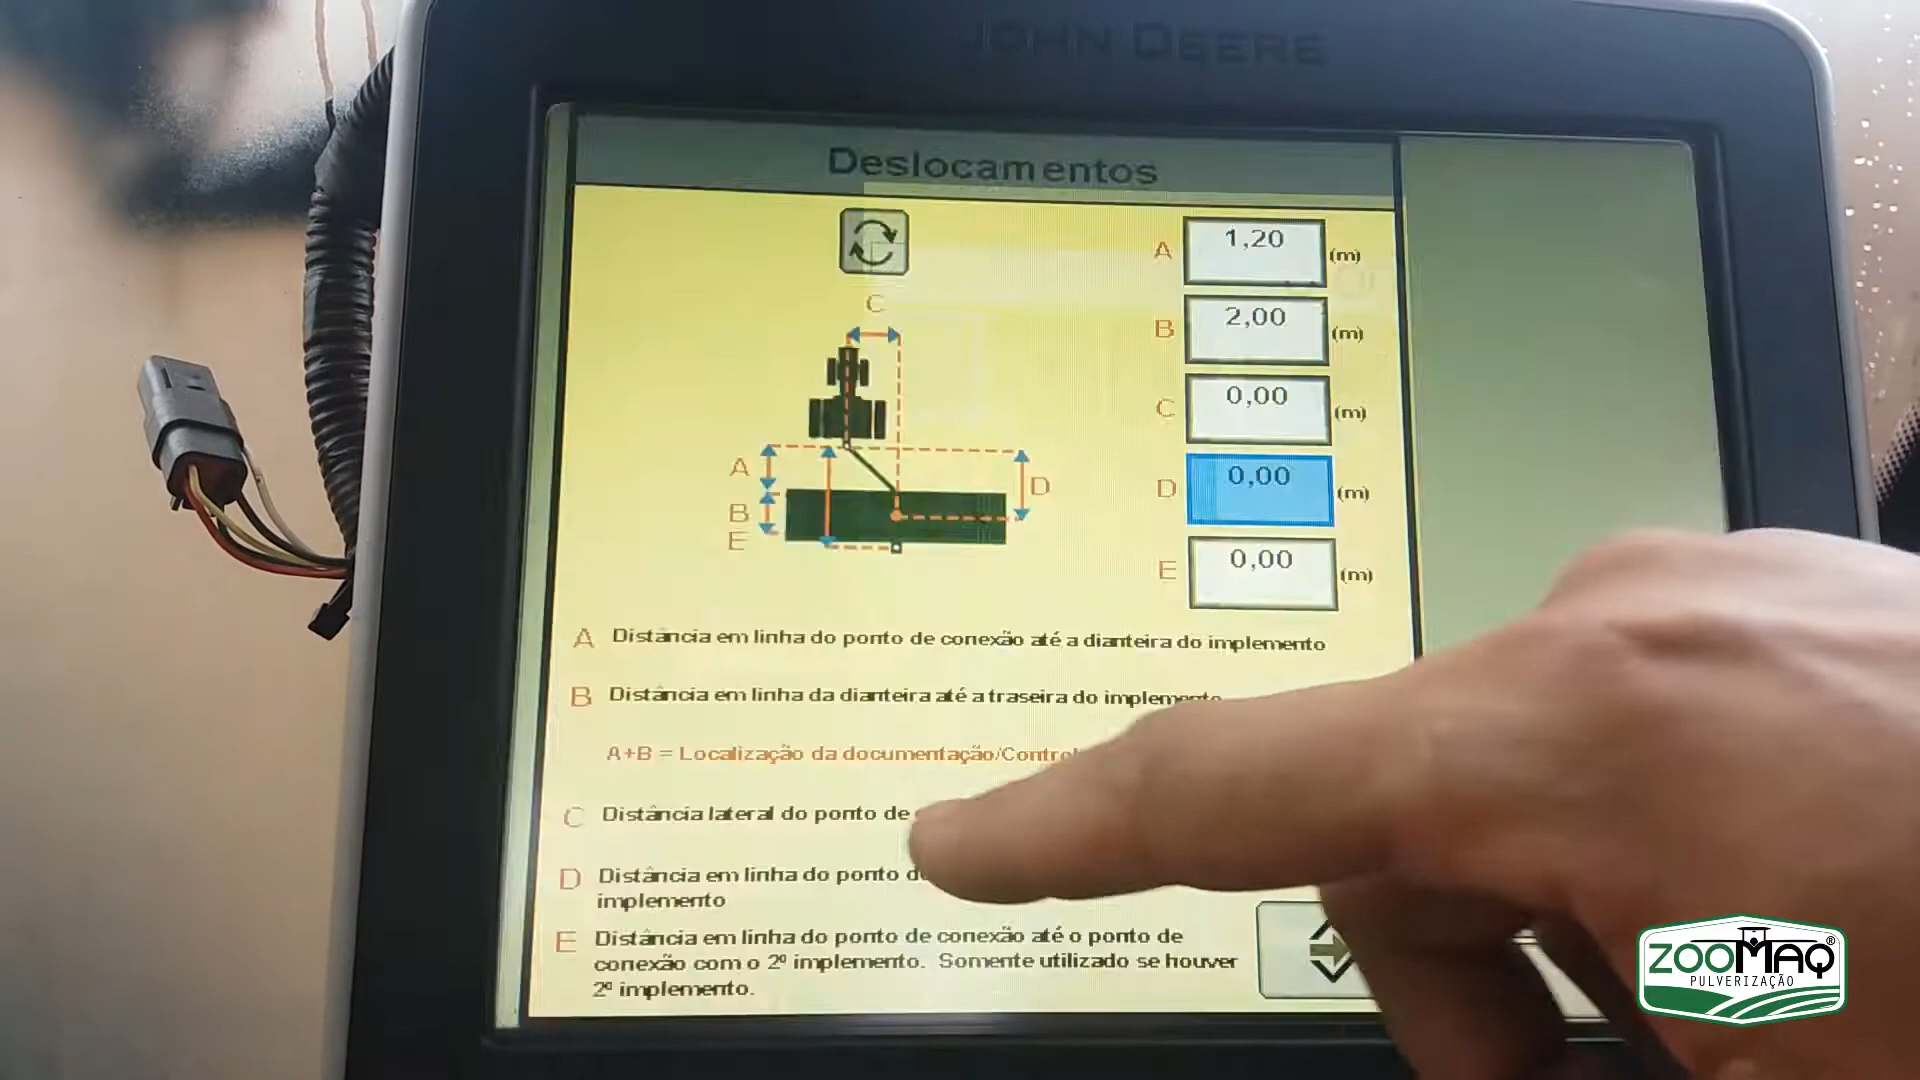 JOHN DEERE
Deslocamentos
A 1,20 (m)
B 2,00 (m)
C 0,00 (m)
D 0,00 (m)
E 0,00 (m)
C
A
B
E
D
A Distância em linha do ponto de conexão até a dianteira do implemento
B Distância em linha da dianteira até a traseira do implemento
A+B = Localização da documentação/Control
C Distância lateral do ponto de
D Distância em linha do ponto
implemento
E Distância em linha do ponto de conexão até o ponto de
conexão com o 2º implemento. Somente utilizado se houver
2º implemento.
ZOOMAQ®
PULVERIZAÇÃO